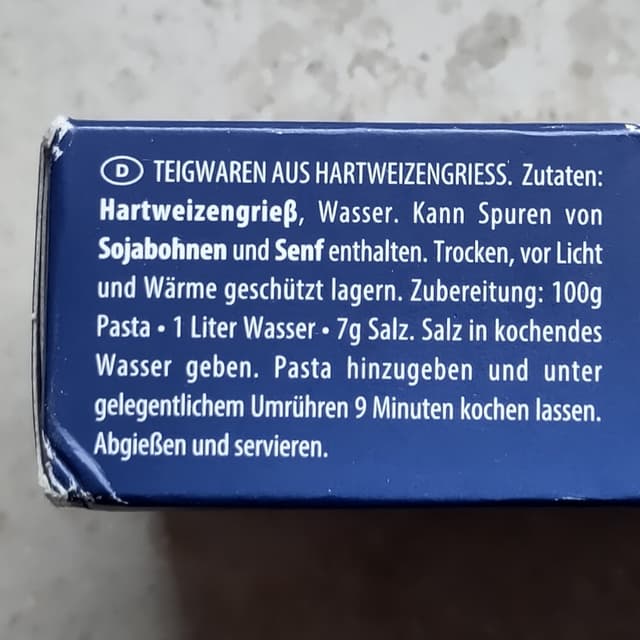 D TEIGWAREN AUS HARTWEIZENGRIESS. Zutaten:
Hartweizengrieß, Wasser. Kann Spuren von
Sojabohnen und Senf enthalten. Trocken, vor Licht
und Wärme geschützt lagern. Zubereitung: 100g
Pasta • 1 Liter Wasser • 7g Salz. Salz in kochendes
Wasser geben. Pasta hinzugeben und unter
gelegentlichem Umrühren 9 Minuten kochen lassen.
Abgießen und servieren.